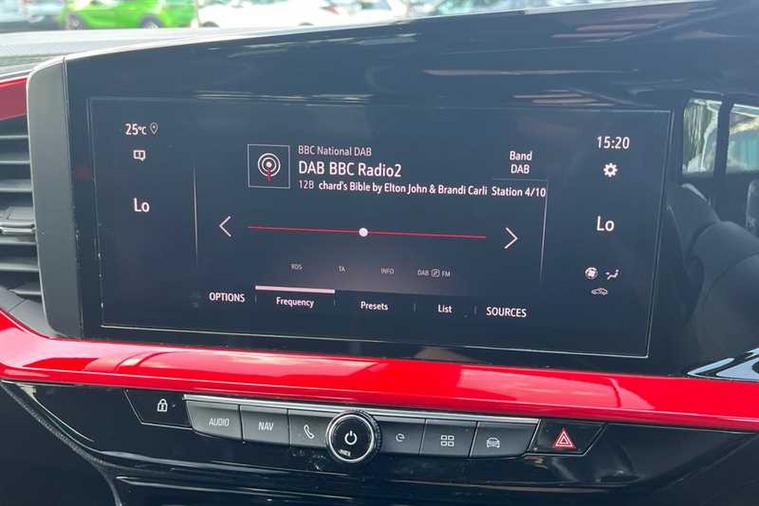 25°C
15:20
BBC National DAB
DAB BBC Radio2
12B chard's Bible by Elton John & Brandi Carli Station 4/10
Band
DAB
Lo
Lo
RDS TA INFO DAB FM
OPTIONS Frequency Presets List SOURCES
AUDIO NAV